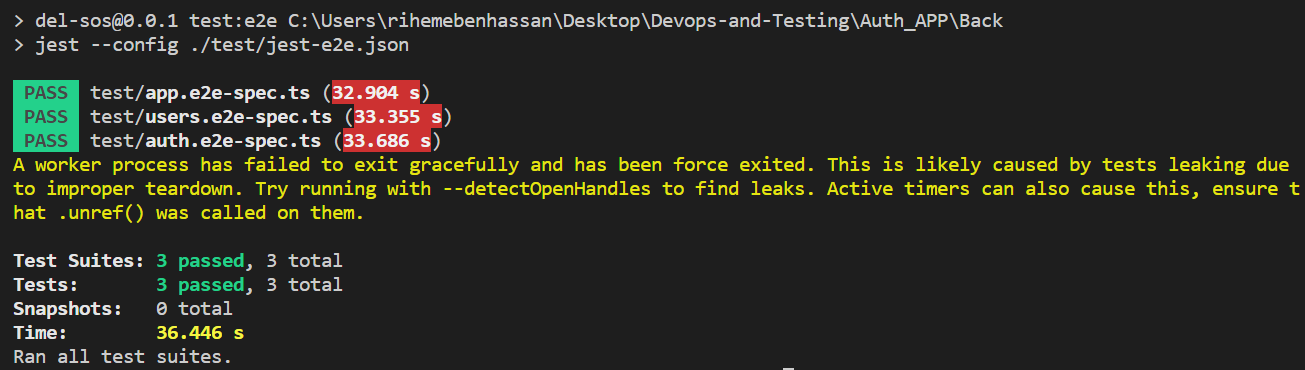 > del-sos@0.0.1 test:e2e C:\Users\rihemebenhassan\Desktop\Devops-and-Testing\Auth_APP\Back
> jest --config ./test/jest-e2e.json
PASS test/app.e2e-spec.ts (32.904 s)
PASS test/users.e2e-spec.ts (33.355 s)
PASS test/auth.e2e-spec.ts (33.686 s)
A worker process has failed to exit gracefully and has been force exited. This is likely caused by tests leaking due
to improper teardown. Try running with --detectOpenHandles to find leaks. Active timers can also cause this, ensure t
hat .unref() was called on them.
Test Suites: 3 passed, 3 total
Tests: 3 passed, 3 total
Snapshots: 0 total
Time: 36.446 s
Ran all test suites.